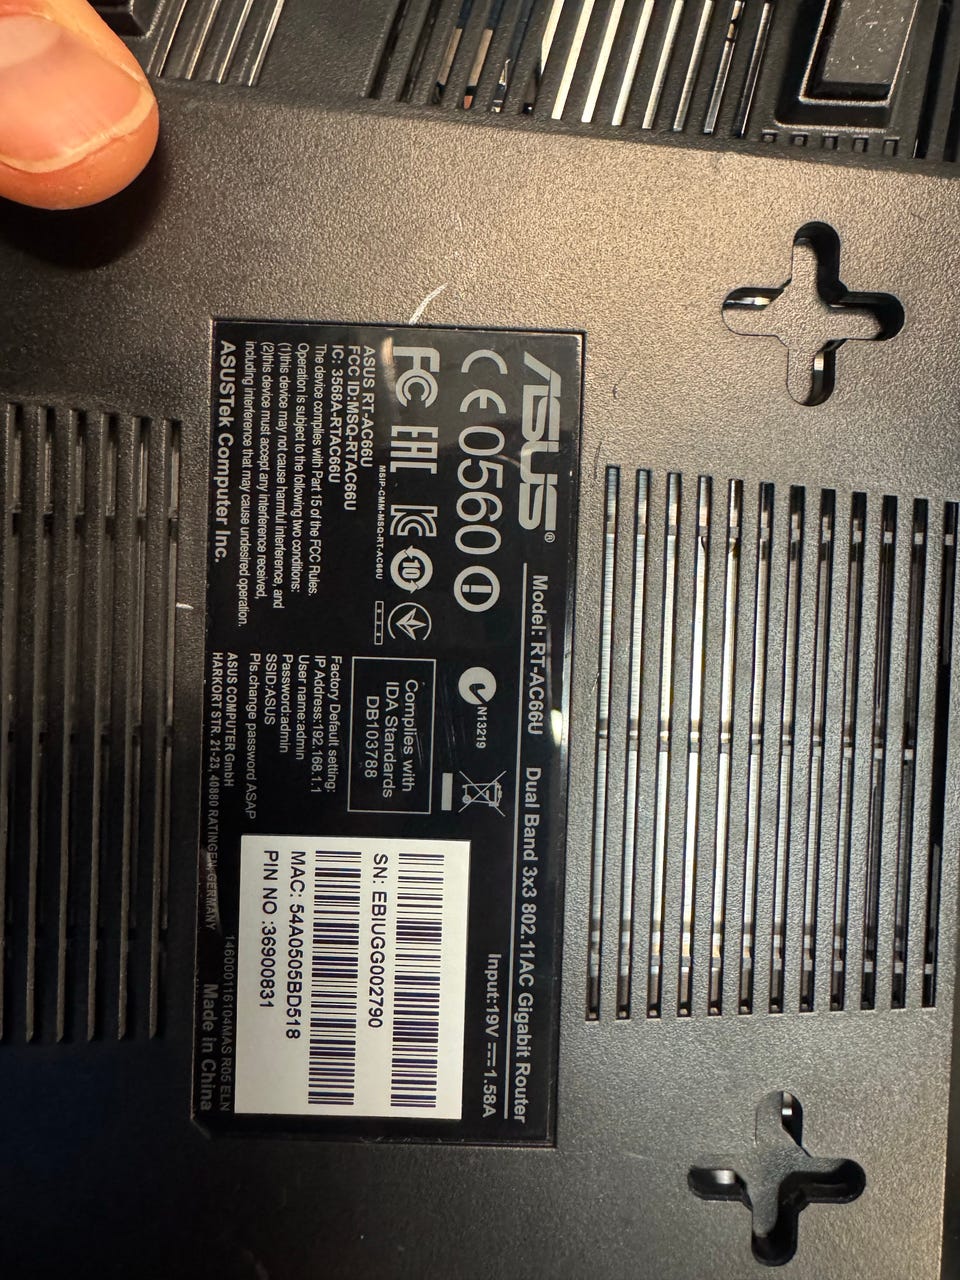 ASUS®
Model: RT-AC66U Dual Band 3x3 802.11AC Gigabit Router
CE0560 N13219 Input:19V 1.58A
FC EAC 10
MSIP-CMM-MSQ-RT-AC66U
ASUS RT-AC66U
FCC ID:MSQ-RTAC66U
IC: 3568A-RTAC66U
The device complies with Part 15 of the FCC Rules.
Operation is subject to the following two conditions:
(1)this device may not cause harmful interference, and
(2)this device must accept any interference received,
including interference that may cause undesired operation.
ASUSTek Computer Inc.
Complies with
IDA Standards
DB103788
Factory Default setting:
IP Address:192.168.1.1
User name:admin
Password:admin
SSID:ASUS
Pls.change password ASAP
ASUS COMPUTER GmbH
HARKORT STR. 21-23, 40880 RATINGEN, GERMANY
SN: EBIUGG002790
MAC: 54A0505BD518
PIN NO :36900831
146000116104MAS R05 ELN
Made in China